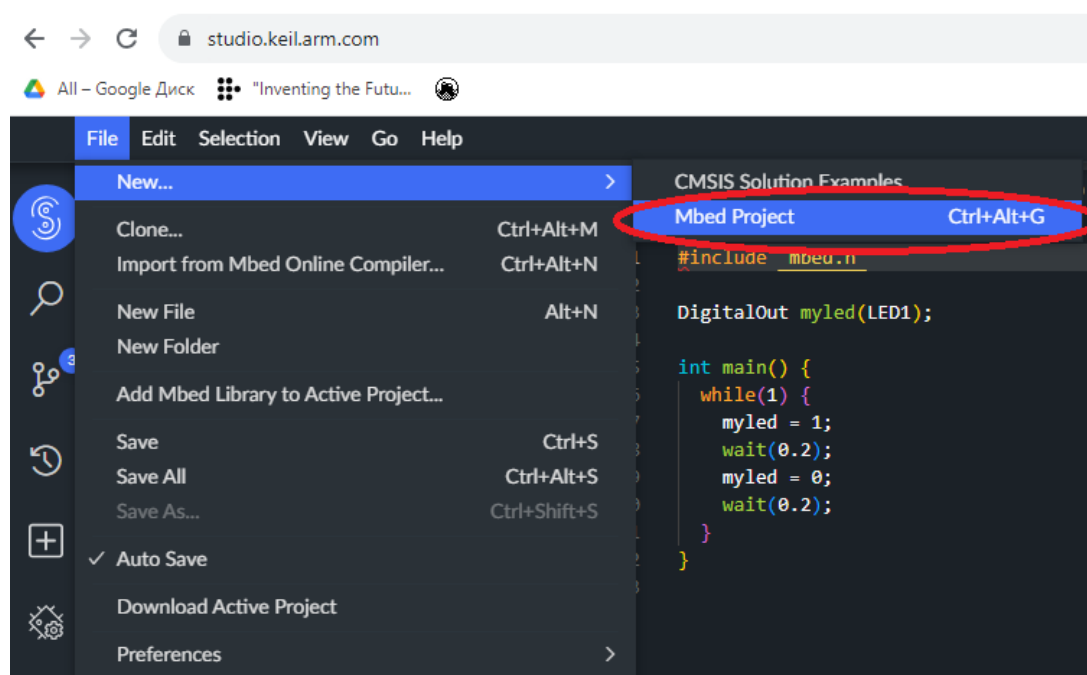 studio.keil.arm.com
All – Google Диск "Inventing the Futu...
File Edit Selection View Go Help
New...
CMSIS Solution Examples
Mbed Project Ctrl+Alt+G
Clone... Ctrl+Alt+M
Import from Mbed Online Compiler... Ctrl+Alt+N
New File Alt+N
New Folder
Add Mbed Library to Active Project...
Save Ctrl+S
Save All Ctrl+Alt+S
Save As... Ctrl+Shift+S
Auto Save
Download Active Project
Preferences
3
#include "mbed.h"
DigitalOut myled(LED1);
int main() {
while(1) {
myled = 1;
wait(0.2);
myled = 0;
wait(0.2);
}
}